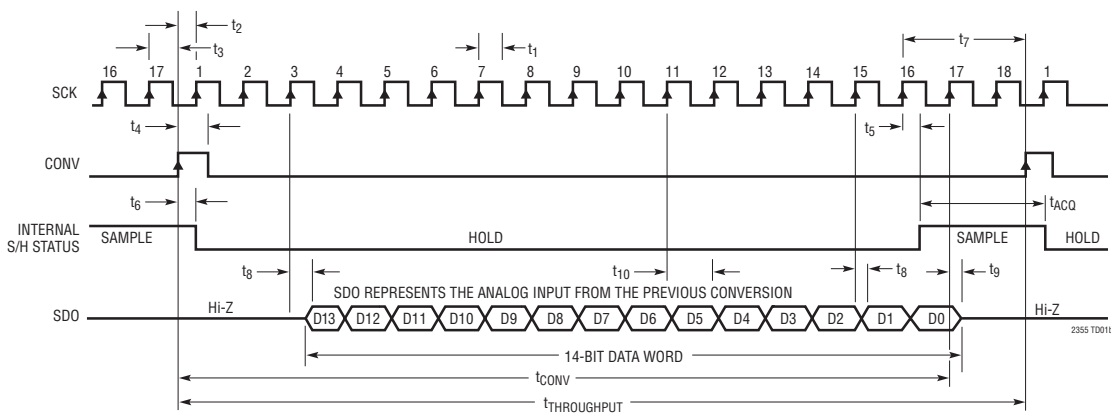 t2
t3
t1
t7
16 17 1 2 3 4 5 6 7 8 9 10 11 12 13 14 15 16 17 18 1
SCK
t4
t5
CONV
t6
tACQ
INTERNAL
S/H STATUS
SAMPLE
HOLD
SAMPLE
HOLD
t8
t10
t8
t9
SDO REPRESENTS THE ANALOG INPUT FROM THE PREVIOUS CONVERSION
SDO
Hi-Z
D13 D12 D11 D10 D9 D8 D7 D6 D5 D4 D3 D2 D1 D0
Hi-Z
2355 TD01b
14-BIT DATA WORD
tCONV
tTHROUGHPUT